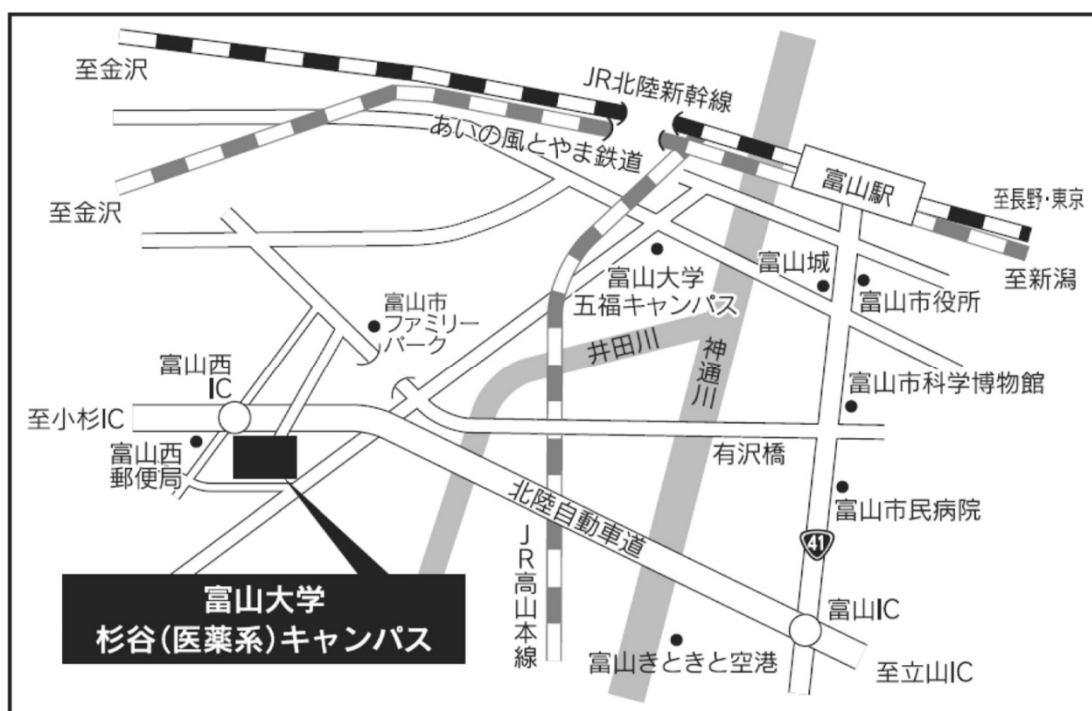 至金沢
JR北陸新幹線
あいの風とやま鉄道
至金沢
富山駅
至長野・東京
至新潟
富山大学
五福キャンパス
富山城
富山市役所
富山市
ファミリー
パーク
井田川
神通川
富山西
IC
富山市科学博物館
至小杉IC
富山西
郵便局
有沢橋
北陸自動車道
富山市民病院
41
JR高山本線
富山大学
杉谷(医薬系)キャンパス
富山IC
富山きときと空港
至立山IC